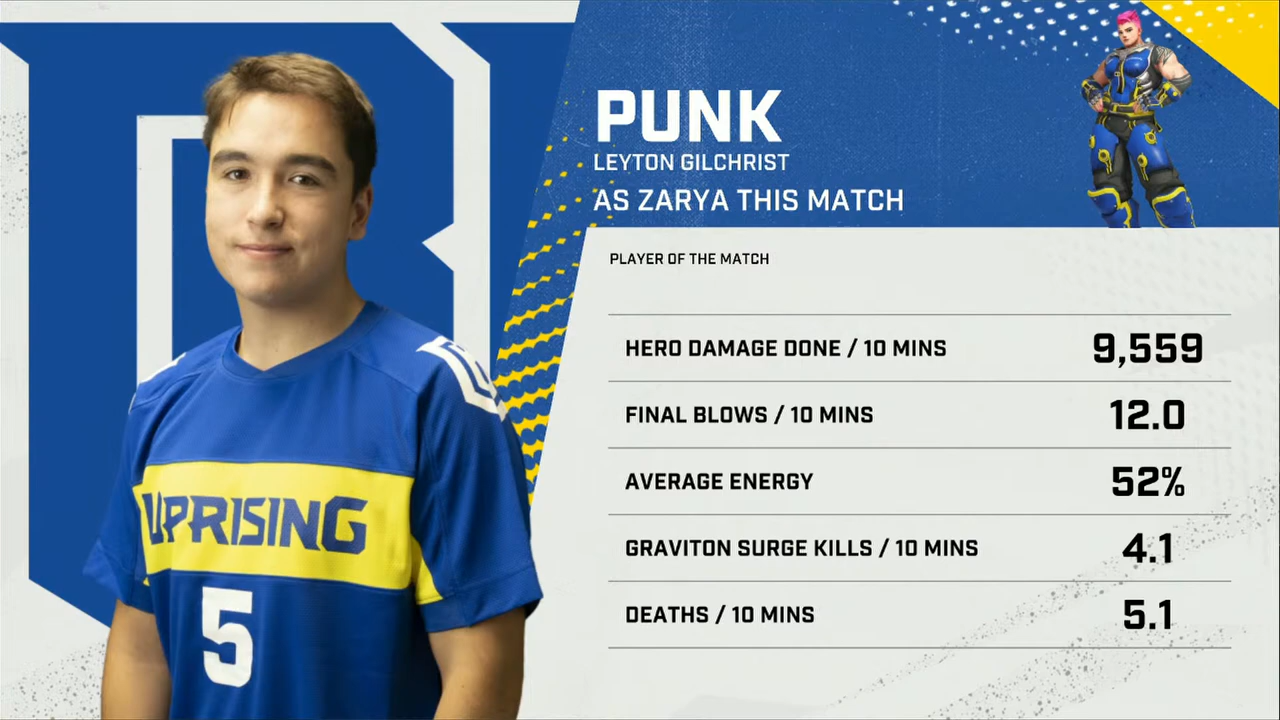 PUNK
LEYTON GILCHRIST
AS ZARYA THIS MATCH
PLAYER OF THE MATCH
HERO DAMAGE DONE / 10 MINS 9,559
FINAL BLOWS / 10 MINS 12.0
AVERAGE ENERGY 52%
GRAVITON SURGE KILLS / 10 MINS 4.1
DEATHS / 10 MINS 5.1
UPRISING
5